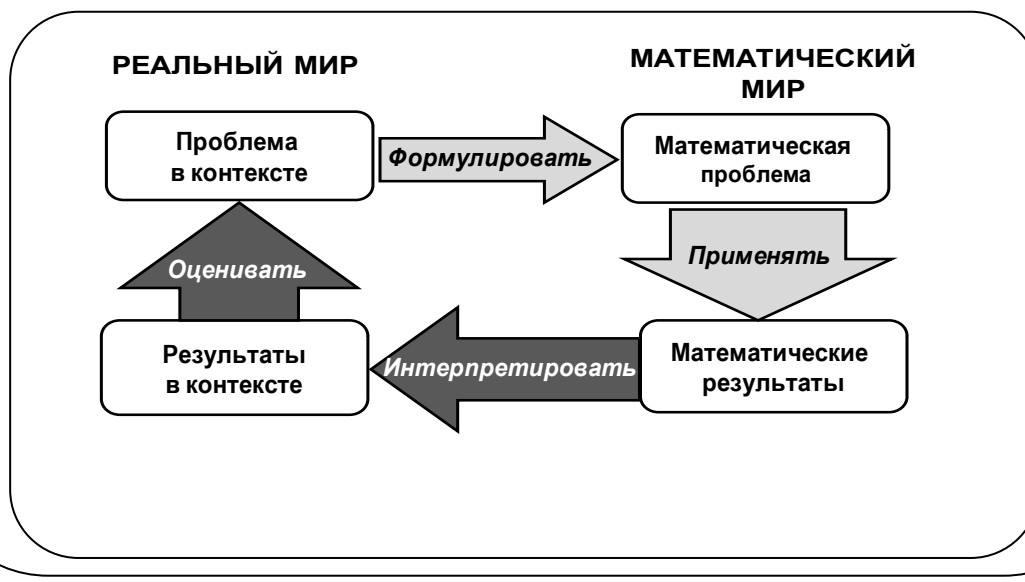 РЕАЛЬНЫЙ МИР
МАТЕМАТИЧЕСКИЙ
МИР
Проблема
в контексте
Формулировать
Математическая
проблема
Оценивать
Применять
Результаты
в контексте
Интерпретировать
Математические
результаты